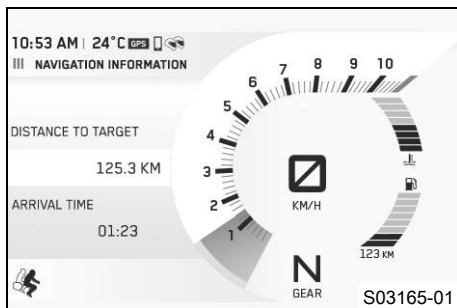 10:53 AM | 24°C GPS
NAVIGATION INFORMATION
DISTANCE TO TARGET
125.3 KM
ARRIVAL TIME
01:23
1
2
3
4
5
6
7
8
9
10
0
KM/H
N
GEAR
123 KM
S03165-01